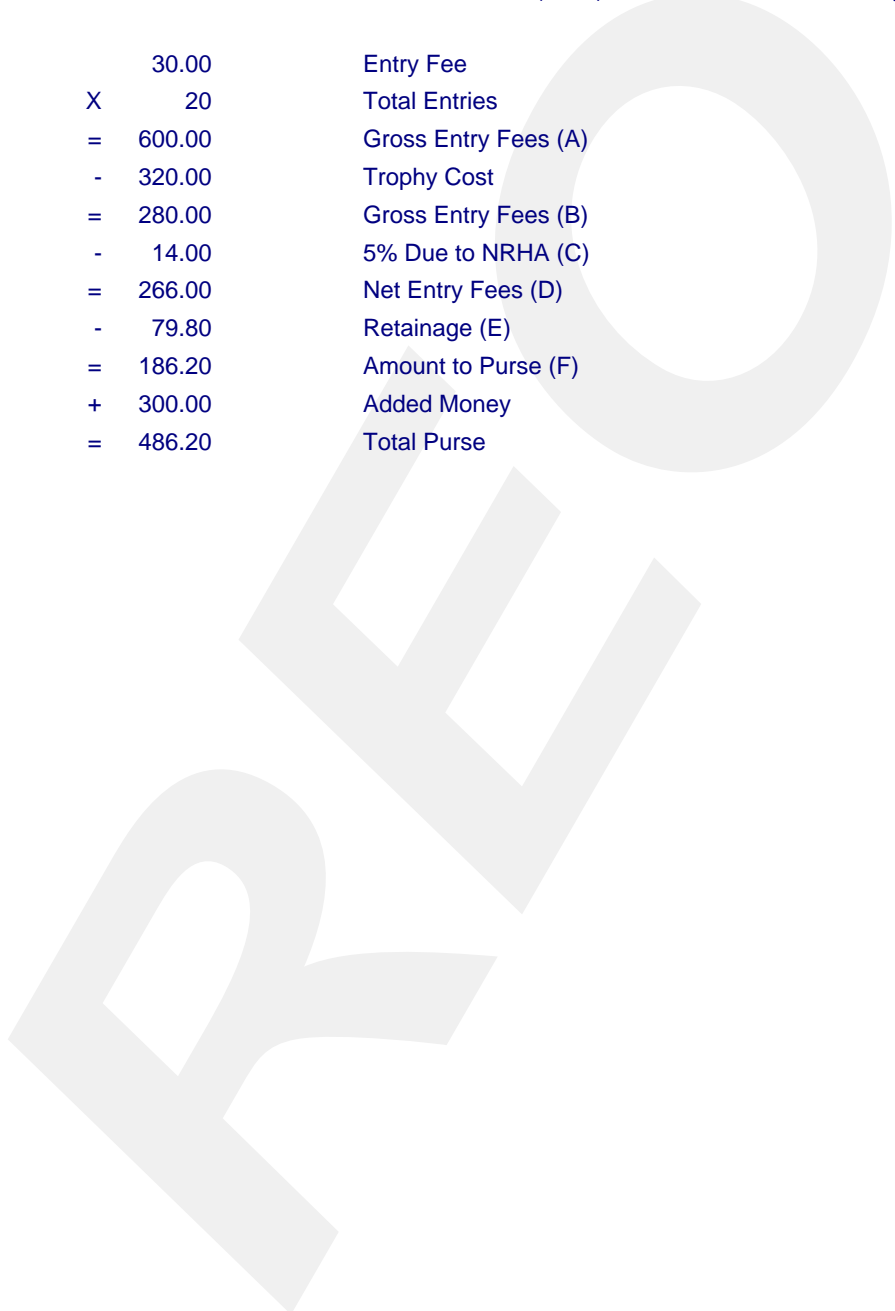 30.00 Entry Fee
X 20 Total Entries
= 600.00 Gross Entry Fees (A)
- 320.00 Trophy Cost
= 280.00 Gross Entry Fees (B)
- 14.00 5% Due to NRHA (C)
= 266.00 Net Entry Fees (D)
- 79.80 Retainage (E)
= 186.20 Amount to Purse (F)
+ 300.00 Added Money
= 486.20 Total Purse
REO